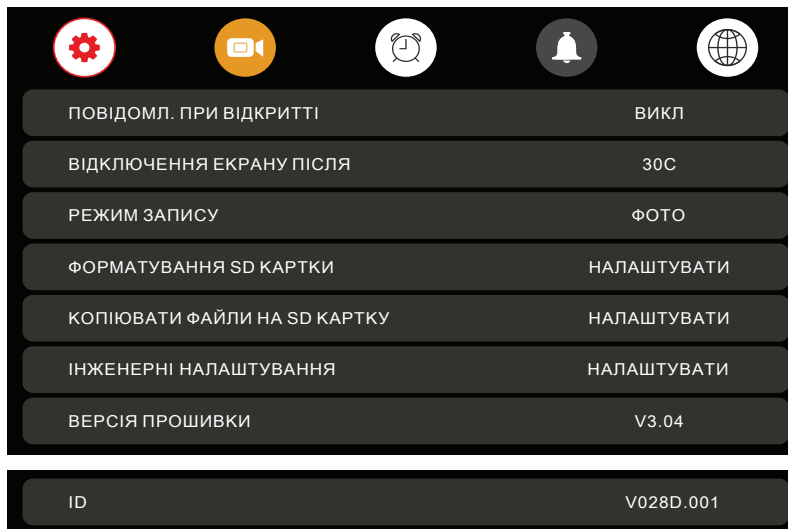 ПОВІДОМЛ. ПРИ ВІДКРИТТІ ВИКЛ
ВІДКЛЮЧЕННЯ ЕКРАНУ ПІСЛЯ 30С
РЕЖИМ ЗАПИСУ ФОТО
ФОРМАТУВАННЯ SD КАРТКИ НАЛАШТУВАТИ
КОПІЮВАТИ ФАЙЛИ НА SD КАРТКУ НАЛАШТУВАТИ
ІНЖЕНЕРНІ НАЛАШТУВАННЯ НАЛАШТУВАТИ
ВЕРСІЯ ПРОШИВКИ V3.04
ID V028D.001